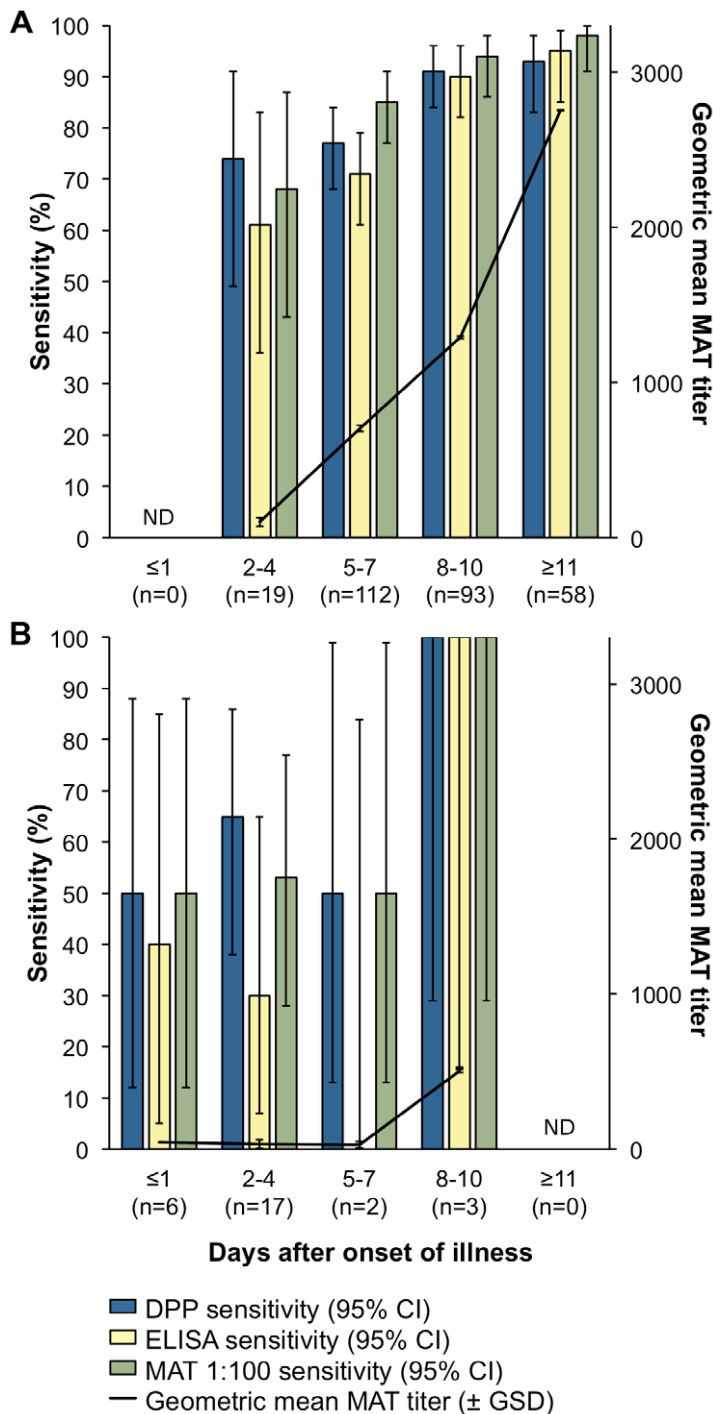 A
100
90
80
70
60
50
40
30
20
10
0
Sensitivity (%)
3000
2000
1000
0
Geometric mean MAT titer
ND
≤1 2-4 5-7 8-10 ≥11
(n=0) (n=19) (n=112) (n=93) (n=58)
B
100
90
80
70
60
50
40
30
20
10
0
Sensitivity (%)
3000
2000
1000
0
Geometric mean MAT titer
ND
≤1 2-4 5-7 8-10 ≥11
(n=6) (n=17) (n=2) (n=3) (n=0)
Days after onset of illness
DPP sensitivity (95% CI)
ELISA sensitivity (95% CI)
MAT 1:100 sensitivity (95% CI)
Geometric mean MAT titer (± GSD)